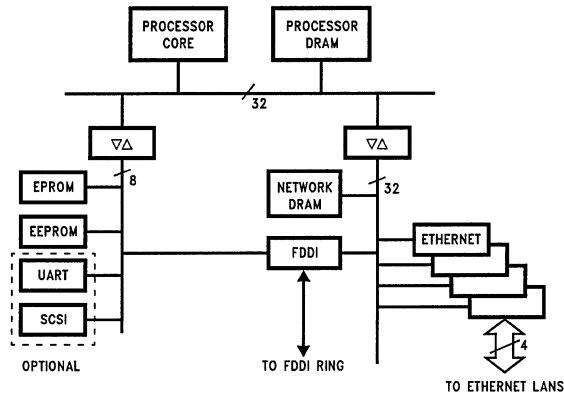 PROCESSOR
CORE
PROCESSOR
DRAM
32
8
32
EPROM
EEPROM
UART
SCSI
OPTIONAL
NETWORK
DRAM
FDDI
ETHERNET
TO FDDI RING
4
TO ETHERNET LANS